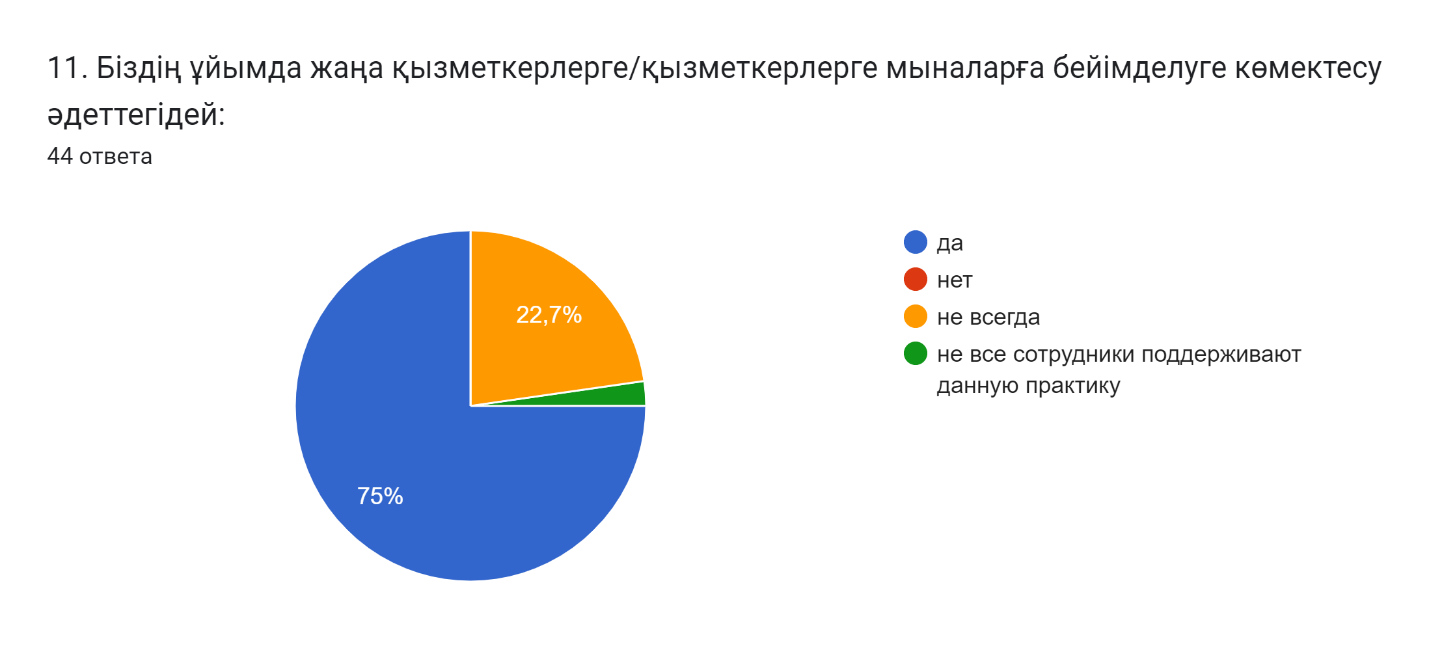 11. Біздің ұйымда жаңа қызметкерлерге/қызметкерлерге мыналарға бейімделуге көмектесу
әдеттегідей:
44 ответа
22,7%
75%
да
нет
не всегда
не все сотрудники поддерживают
данную практику